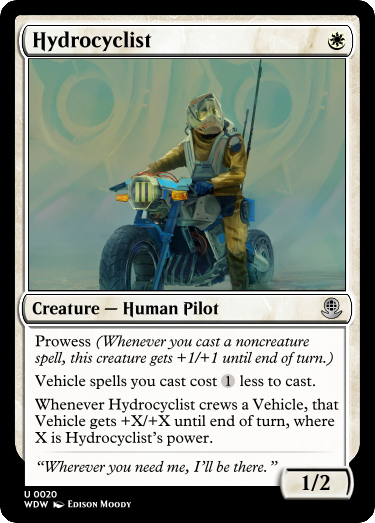 Hydrocyclist
Creature — Human Pilot
Prowess (Whenever you cast a noncreature
spell, this creature gets +1/+1 until end of turn.)
Vehicle spells you cast cost 1 less to cast.
Whenever Hydrocyclist crews a Vehicle, that
Vehicle gets +X/+X until end of turn, where
X is Hydrocyclist's power.
“Wherever you need me, I'll be there.”
1/2
U 0020
WDW Edison Moody